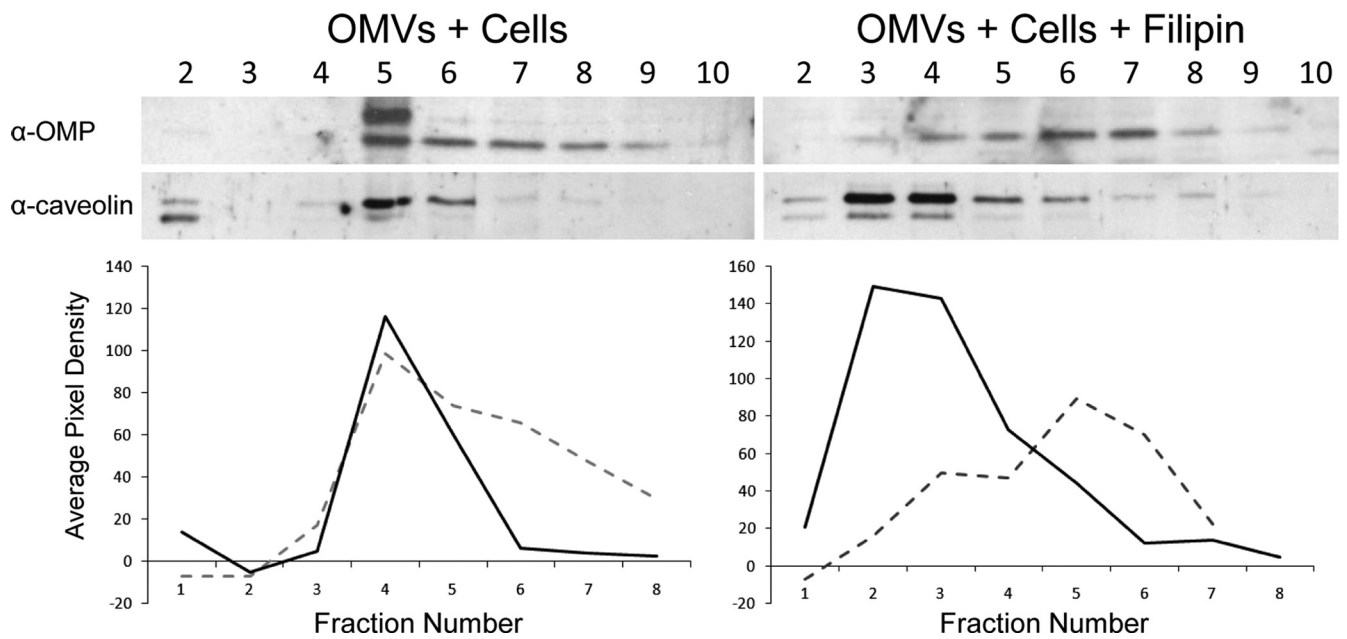 OMVs + Cells OMVs + Cells + Filipin
2 3 4 5 6 7 8 9 10 2 3 4 5 6 7 8 9 10
α-OMP
α-caveolin
140 160
120 140
100 120
80 100
60 80
40 60
20 40
0 20
-20 0
-20
Average Pixel Density
1 2 3 4 5 6 7 8 1 2 3 4 5 6 7 8
Fraction Number Fraction Number